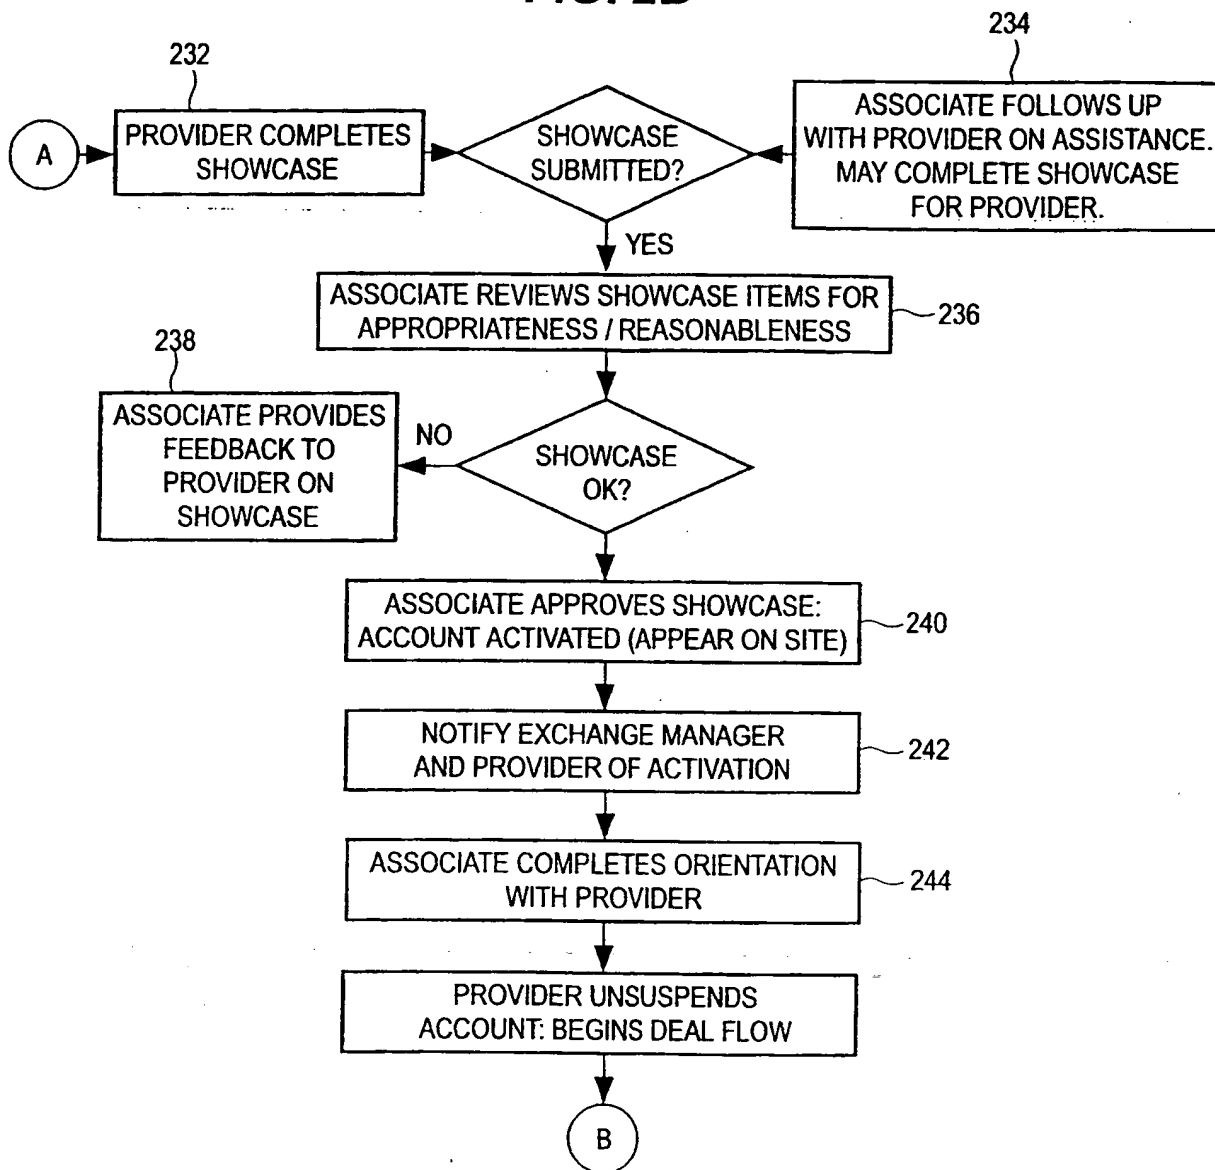 232
234
A
PROVIDER COMPLETES
SHOWCASE
SHOWCASE
SUBMITTED?
ASSOCIATE FOLLOWS UP
WITH PROVIDER ON ASSISTANCE.
MAY COMPLETE SHOWCASE
FOR PROVIDER.
YES
ASSOCIATE REVIEWS SHOWCASE ITEMS FOR
APPROPRIATENESS / REASONABLENESS
236
238
ASSOCIATE PROVIDES
FEEDBACK TO
PROVIDER ON
SHOWCASE
NO
SHOWCASE
OK?
ASSOCIATE APPROVES SHOWCASE:
ACCOUNT ACTIVATED (APPEAR ON SITE)
240
NOTIFY EXCHANGE MANAGER
AND PROVIDER OF ACTIVATION
242
ASSOCIATE COMPLETES ORIENTATION
WITH PROVIDER
244
PROVIDER UNSUSPENDS
ACCOUNT: BEGINS DEAL FLOW
B